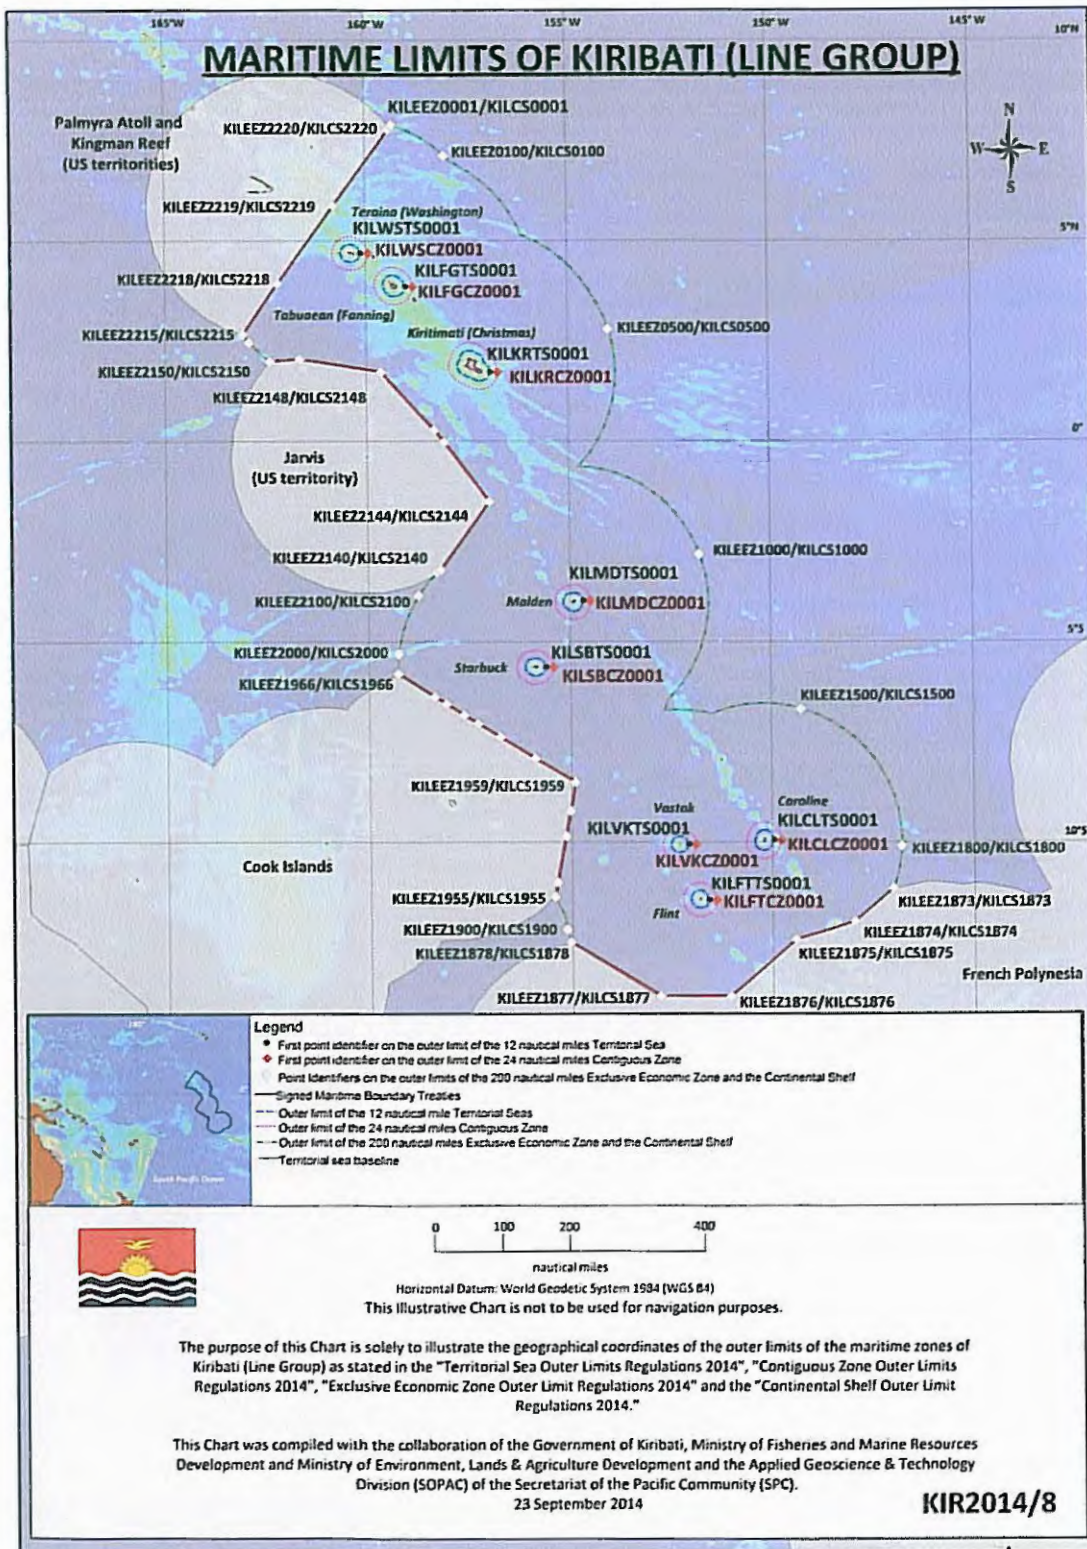 165°W 160°W 155°W 150°W 145°W
10°N
MARITIME LIMITS OF KIRIBATI (LINE GROUP)
KILEEZ0001/KILCS0001
Palmyra Atoll and
Kingman Reef
(US territorities)
KILEEZ2220/KILCS2220
KILEEZ0100/KILCS0100
N
W E
S
KILEEZ2219/KILCS2219
Teraina (Washington)
KILWSTS0001
KILWSCZ0001
5°N
KILFGTS0001
KILFGCZ0001
KILEEZ2218/KILCS2218
Tabuaean (Fanning)
KILEEZ0500/KILCS0500
KILEEZ2215/KILCS2215
Kiritimati (Christmas)
KILKRTS0001
KILKRCZ0001
KILEEZ2150/KILCS2150
KILEEZ2148/KILCS2148
0°
Jarvis
(US territority)
KILEEZ2144/KILCS2144
KILEEZ1000/KILCS1000
KILEEZ2140/KILCS2140
KILMDTS0001
Malden
KILMDCZ0001
KILEEZ2100/KILCS2100
5°S
KILEEZ2000/KILCS2000
KILSBTS0001
Starbuck
KILSBCZ0001
KILEEZ1966/KILCS1966
KILEEZ1500/KILCS1500
KILEEZ1959/KILCS1959
Vostok
Caroline
KILVKTS0001
KILCLTS0001
10°S
KILCLCZ0001
KILEEZ1800/KILCS1800
KILVKCZ0001
Cook Islands
KILFTTS0001
KILFTCZ0001
Flint
KILEEZ1955/KILCS1955
KILEEZ1873/KILCS1873
KILEEZ1900/KILCS1900
KILEEZ1874/KILCS1874
KILEEZ1878/KILCS1878
KILEEZ1875/KILCS1875
French Polynesia
KILEEZ1877/KILCS1877
KILEEZ1876/KILCS1876
180°
South Pacific Ocean
Legend
First point identifier on the outer limit of the 12 nautical miles Territorial Sea
First point identifier on the outer limit of the 24 nautical miles Contiguous Zone
Point Identifiers on the outer limits of the 200 nautical miles Exclusive Economic Zone and the Continental Shelf
Signed Maritime Boundary Treaties
Outer limit of the 12 nautical mile Territorial Seas
Outer limit of the 24 nautical miles Contiguous Zone
Outer limit of the 200 nautical miles Exclusive Economic Zone and the Continental Shelf
Territorial sea baseline
0 100 200 400
nautical miles
Horizontal Datum: World Geodetic System 1984 (WGS 84)
This Illustrative Chart is not to be used for navigation purposes.
The purpose of this Chart is solely to illustrate the geographical coordinates of the outer limits of the maritime zones of
Kiribati (Line Group) as stated in the "Territorial Sea Outer Limits Regulations 2014", "Contiguous Zone Outer Limits
Regulations 2014", "Exclusive Economic Zone Outer Limit Regulations 2014" and the "Continental Shelf Outer Limit
Regulations 2014."
This Chart was compiled with the collaboration of the Government of Kiribati, Ministry of Fisheries and Marine Resources
Development and Ministry of Environment, Lands & Agriculture Development and the Applied Geoscience & Technology
Division (SOPAC) of the Secretariat of the Pacific Community (SPC).
23 September 2014
KIR2014/8